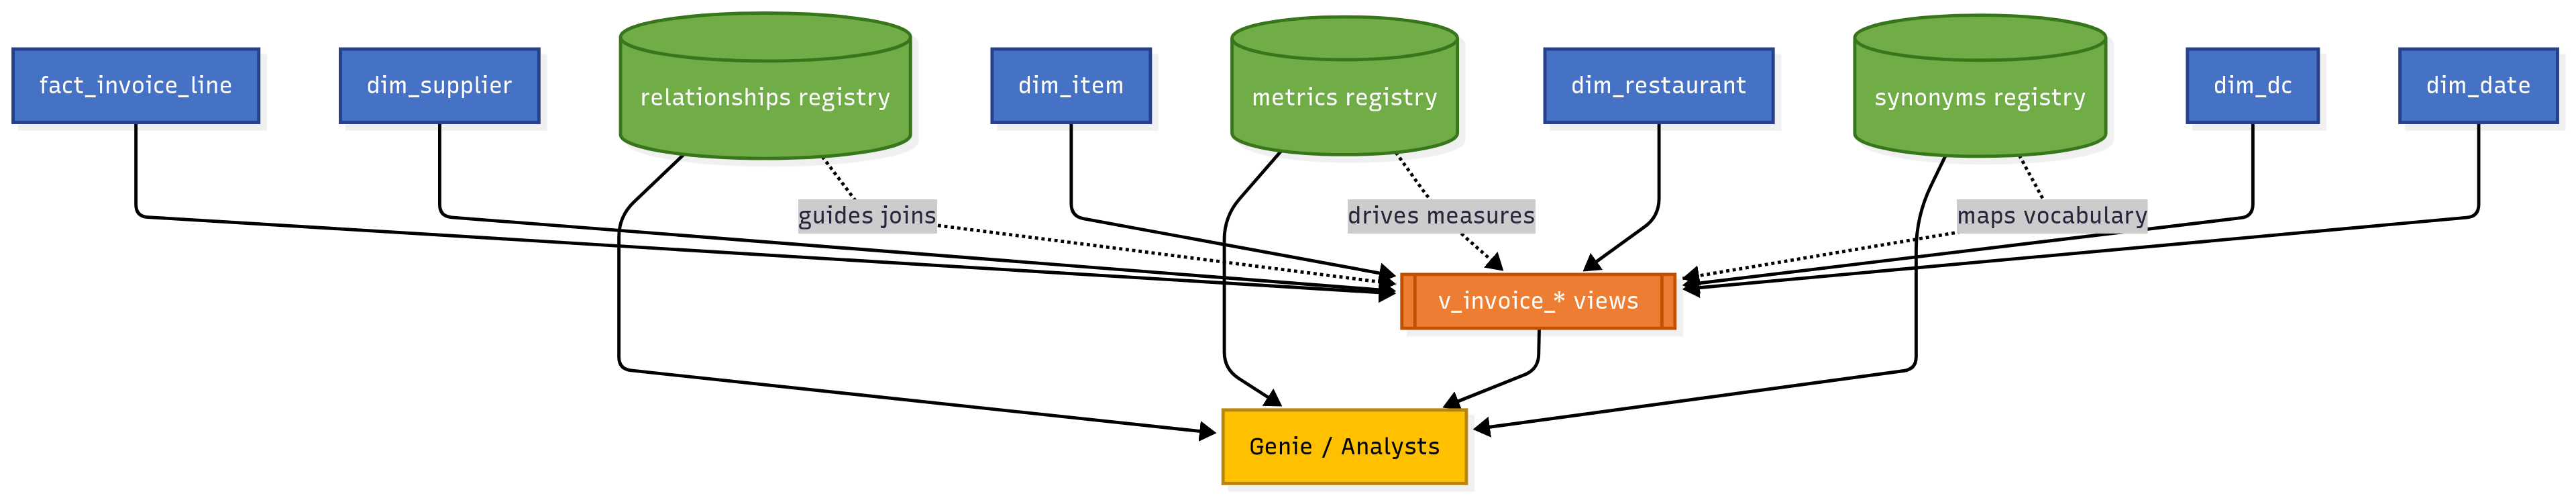 fact_invoice_line
dim_supplier
relationships registry
dim_item
metrics registry
dim_restaurant
synonyms registry
dim_dc
dim_date
guides joins
drives measures
maps vocabulary
v_invoice_* views
Genie / Analysts